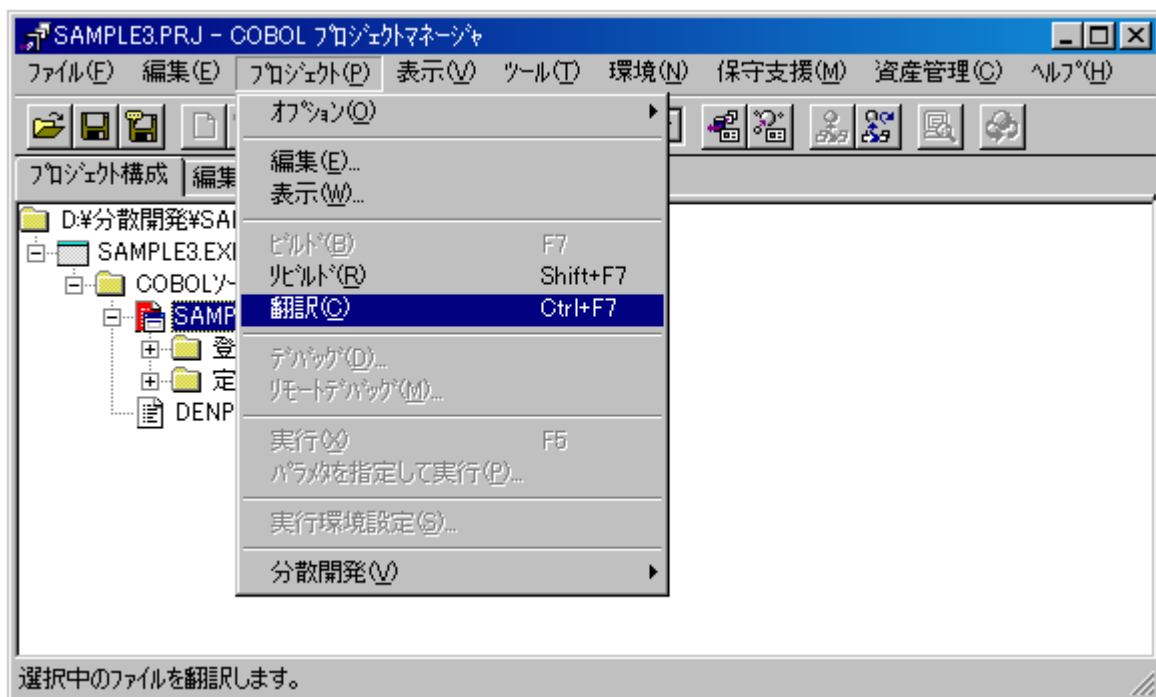 SAMPLE3.PRJ - COBOL ﾌﾟﾛｼﾞｪｸﾄﾏﾈｰｼﾞｬ
ﾌｧｲﾙ(F) 編集(E) ﾌﾟﾛｼﾞｪｸﾄ(P) 表示(V) ﾂｰﾙ(T) 環境(N) 保守支援(M) 資産管理(C) ﾍﾙﾌﾟ(H)
ｵﾌﾟｼｮﾝ(O)
編集(E)...
表示(W)...
ﾋﾞﾙﾄﾞ(B) F7
ﾘﾋﾞﾙﾄﾞ(R) Shift+F7
翻訳(C) Ctrl+F7
ﾃﾞﾊﾞｯｸﾞ(D)...
ﾘﾓｰﾄﾃﾞﾊﾞｯｸﾞ(M)...
実行(X) F5
ﾊﾟﾗﾒﾀを指定して実行(P)...
実行環境設定(S)...
分散開発(V)
ﾌﾟﾛｼﾞｪｸﾄ構成 編集
D:¥分散開発¥SA
SAMPLE3.EX
COBOLｿｰ
SAMP
登
定
DENP
選択中のﾌｧｲﾙを翻訳します。